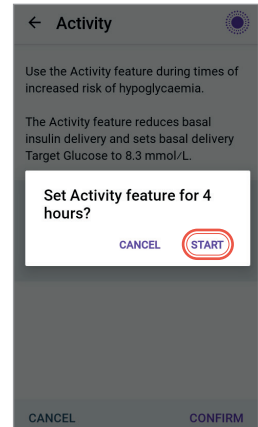 ← Activity
Use the Activity feature during times of
increased risk of hypoglycaemia.
The Activity feature reduces basal
insulin delivery and sets basal delivery
Target Glucose to 8.3 mmol/L.
Set Activity feature for 4
hours?
CANCEL START
CANCEL CONFIRM